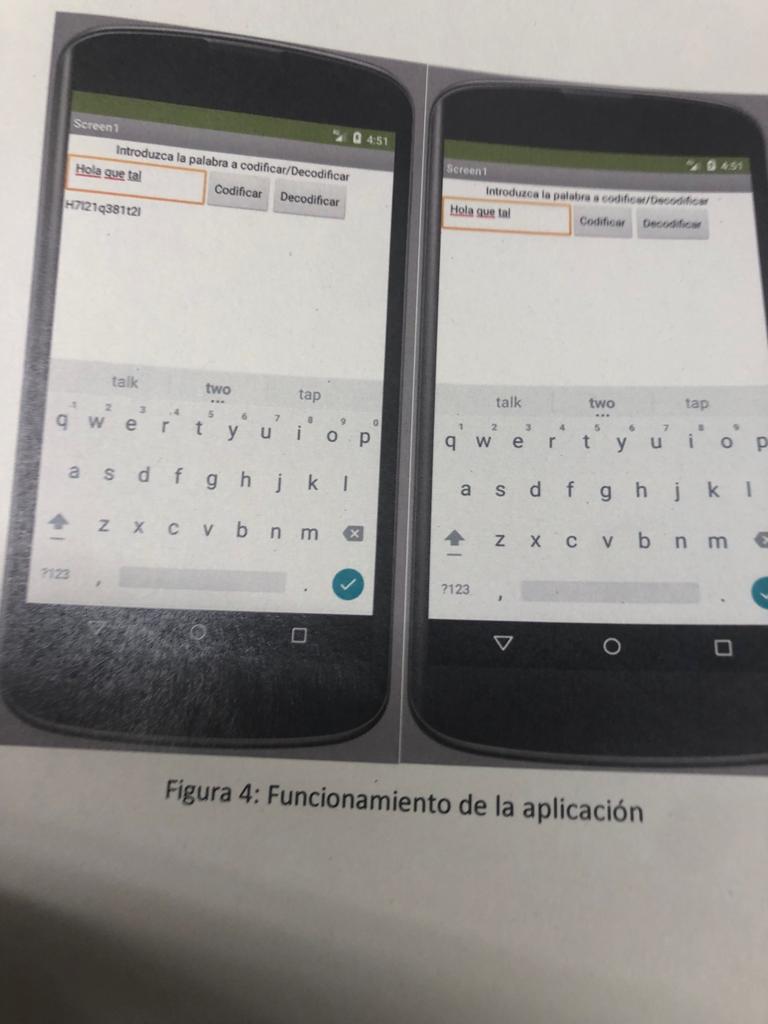 Screen1
4:51
Introduzca la palabra a codificar/Decodificar
Hola que tal
Codificar
Decodificar
H7l21q381t2l
talk two tap
1 2 3 4 5 6 7 8 9 0
q w e r t y u i o p
a s d f g h j k l
z x c v b n m
?123 , .
Screen1
4:51
Introduzca la palabra a codificar/Decodificar
Hola que tal
Codificar
Decodificar
talk two tap
1 2 3 4 5 6 7 8 9
q w e r t y u i o p
a s d f g h j k l
z x c v b n m
?123 , .
Figura 4: Funcionamiento de la aplicación